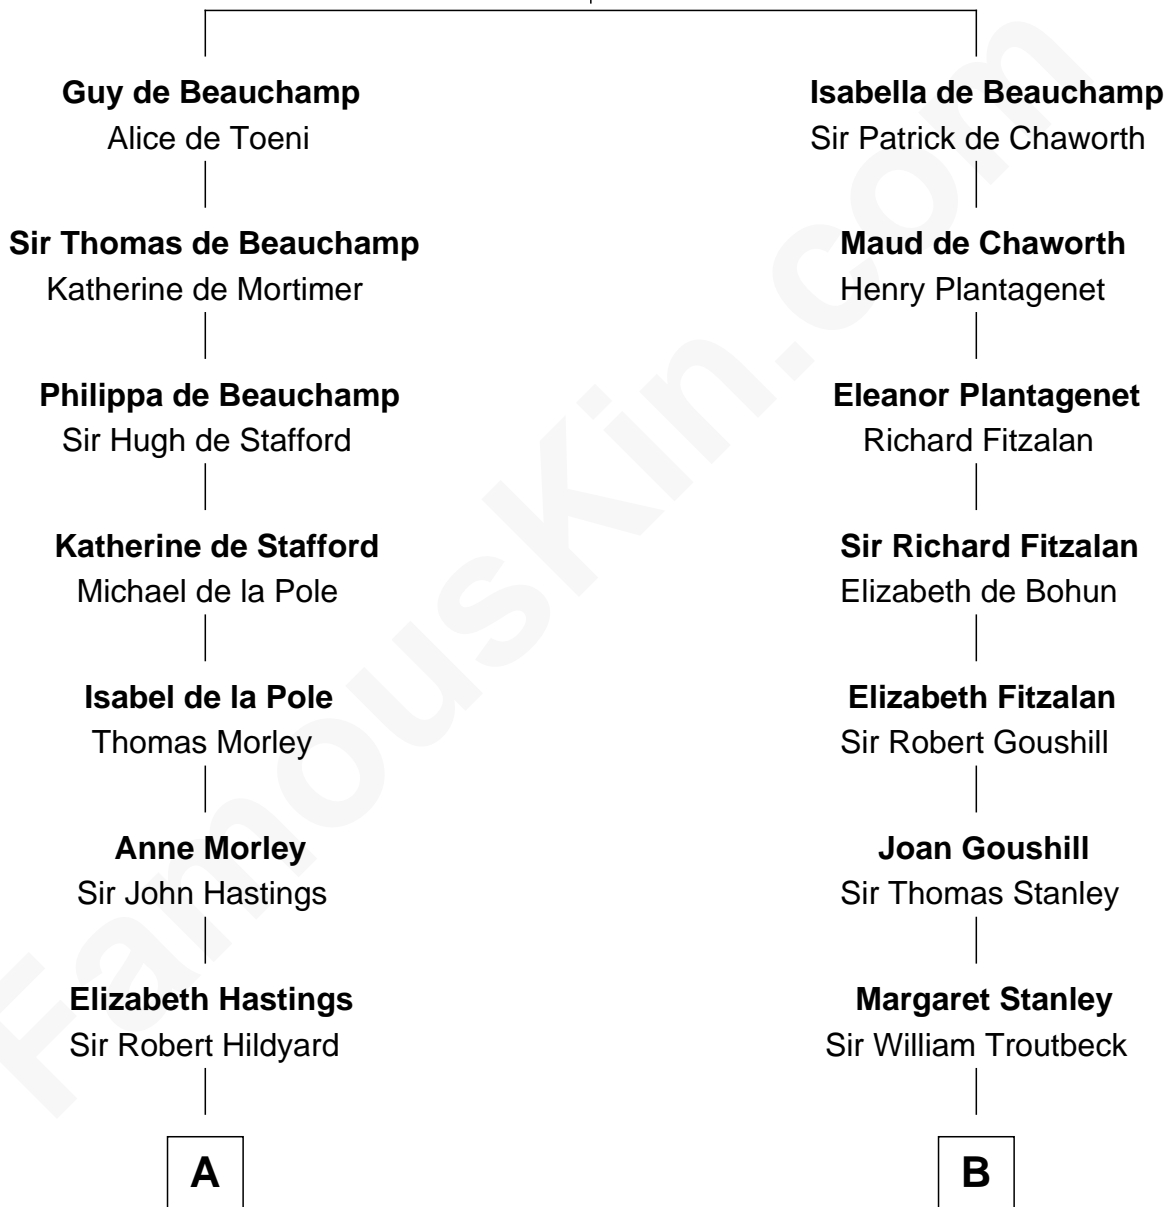 Guy de Beauchamp
Alice de Toeni
Isabella de Beauchamp
Sir Patrick de Chaworth
Sir Thomas de Beauchamp
Katherine de Mortimer
Maud de Chaworth
Henry Plantagenet
Philippa de Beauchamp
Sir Hugh de Stafford
Eleanor Plantagenet
Richard Fitzalan
Katherine de Stafford
Michael de la Pole
Sir Richard Fitzalan
Elizabeth de Bohun
Isabel de la Pole
Thomas Morley
Elizabeth Fitzalan
Sir Robert Goushill
Anne Morley
Sir John Hastings
Joan Goushill
Sir Thomas Stanley
Elizabeth Hastings
Sir Robert Hildyard
Margaret Stanley
Sir William Troutbeck
A
B
FamousKin.com